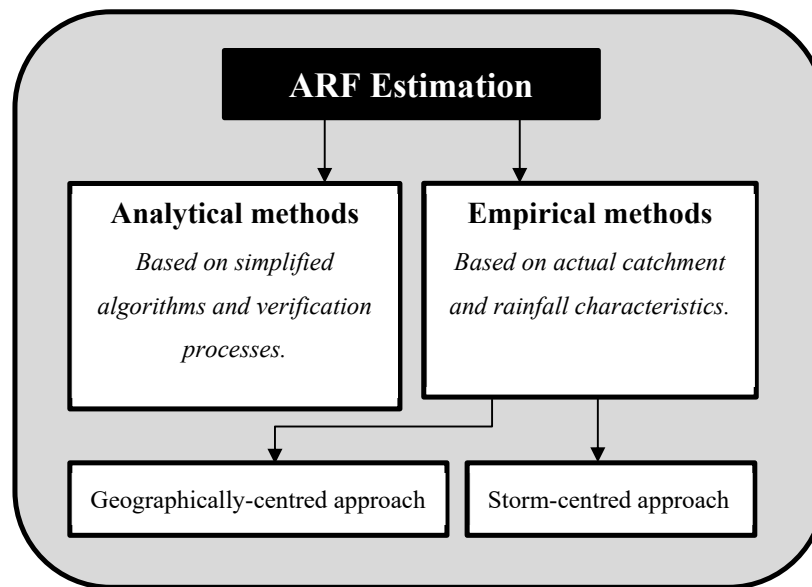 ARF Estimation
Analytical methods
Based on simplified
algorithms and verification
processes.
Empirical methods
Based on actual catchment
and rainfall characteristics.
Geographically-centred approach
Storm-centred approach